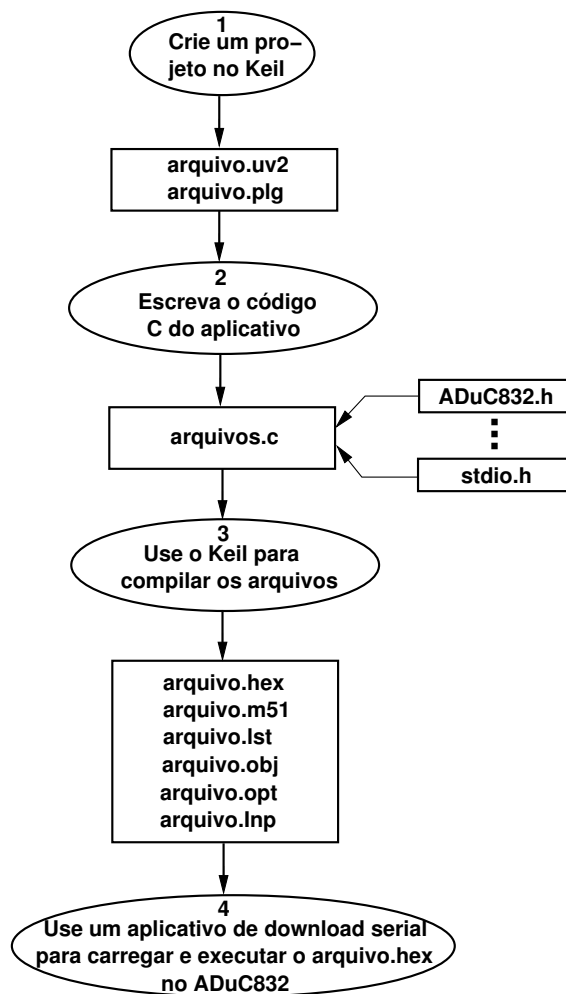 1
Crie um pro-
jeto no Keil
arquivo.uv2
arquivo.plg
2
Escreva o código
C do aplicativo
ADuC832.h
arquivos.c
stdio.h
3
Use o Keil para
compilar os arquivos
arquivo.hex
arquivo.m51
arquivo.lst
arquivo.obj
arquivo.opt
arquivo.lnp
4
Use um aplicativo de download serial
para carregar e executar o arquivo.hex
no ADuC832